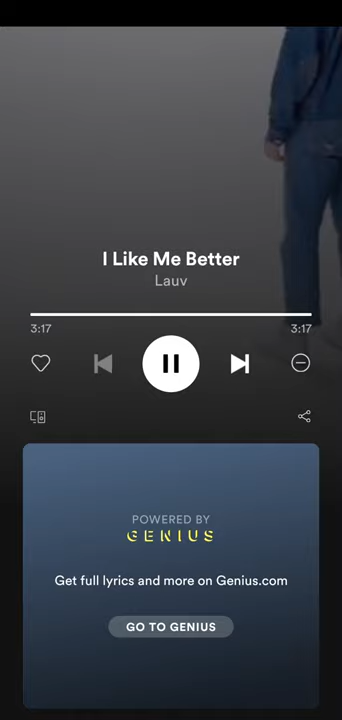 I Like Me Better
Lauv
3:17 3:17
POWERED BY
GENIUS
Get full lyrics and more on Genius.com
GO TO GENIUS